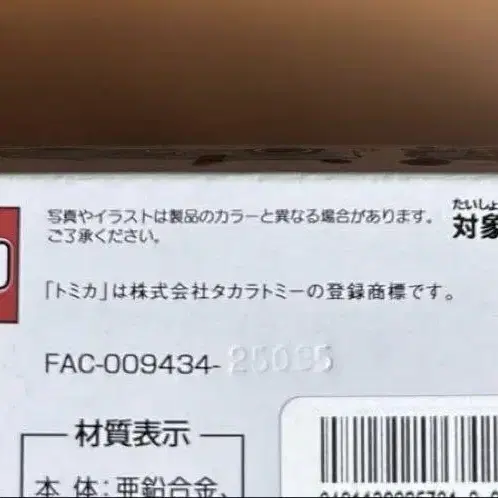 写真やイラストは製品のカラーと異なる場合があります。
ご了承ください。
たいしょ
対象
「トミカ」は株式会社タカラトミーの登録商標です。
FAC-009434-
材質表示
本 体:亜鉛合金、